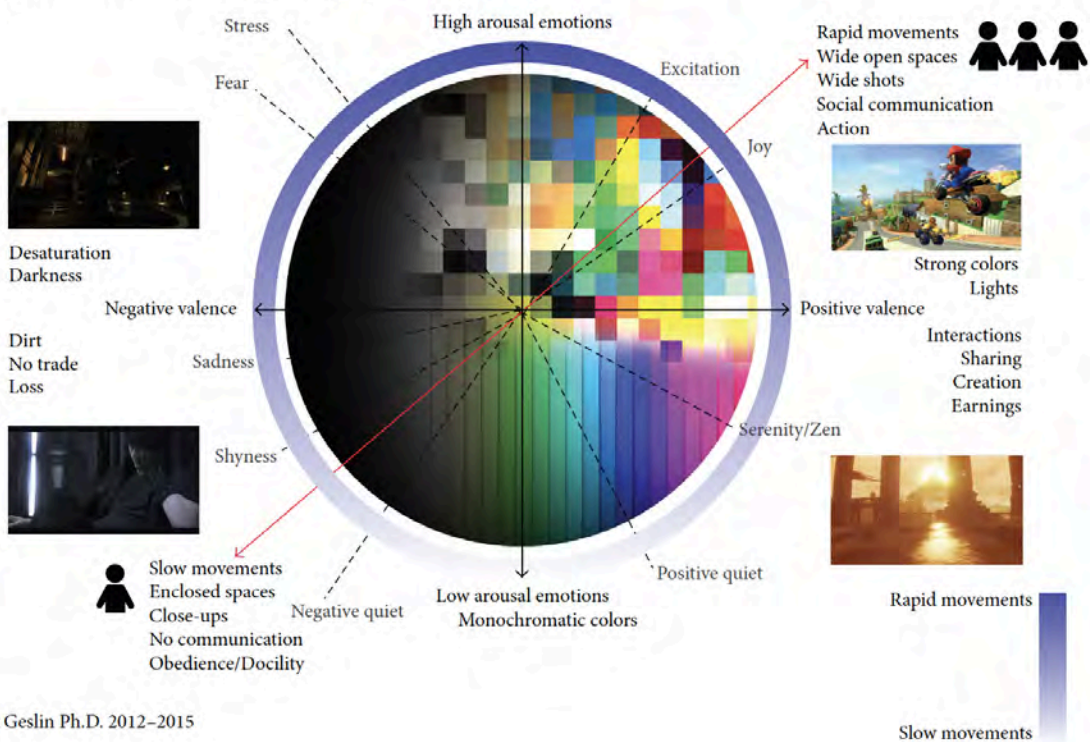 High arousal emotions
Stress
Fear
Excitation
Joy
Rapid movements
Wide open spaces
Wide shots
Social communication
Action
Desaturation
Darkness
Strong colors
Lights
Negative valence
Positive valence
Dirt
No trade
Loss
Interactions
Sharing
Creation
Earnings
Sadness
Shyness
Serenity/Zen
Slow movements
Enclosed spaces
Close-ups
No communication
Obedience/Docility
Negative quiet
Positive quiet
Low arousal emotions
Monochromatic colors
Rapid movements
Slow movements
Geslin Ph.D. 2012–2015